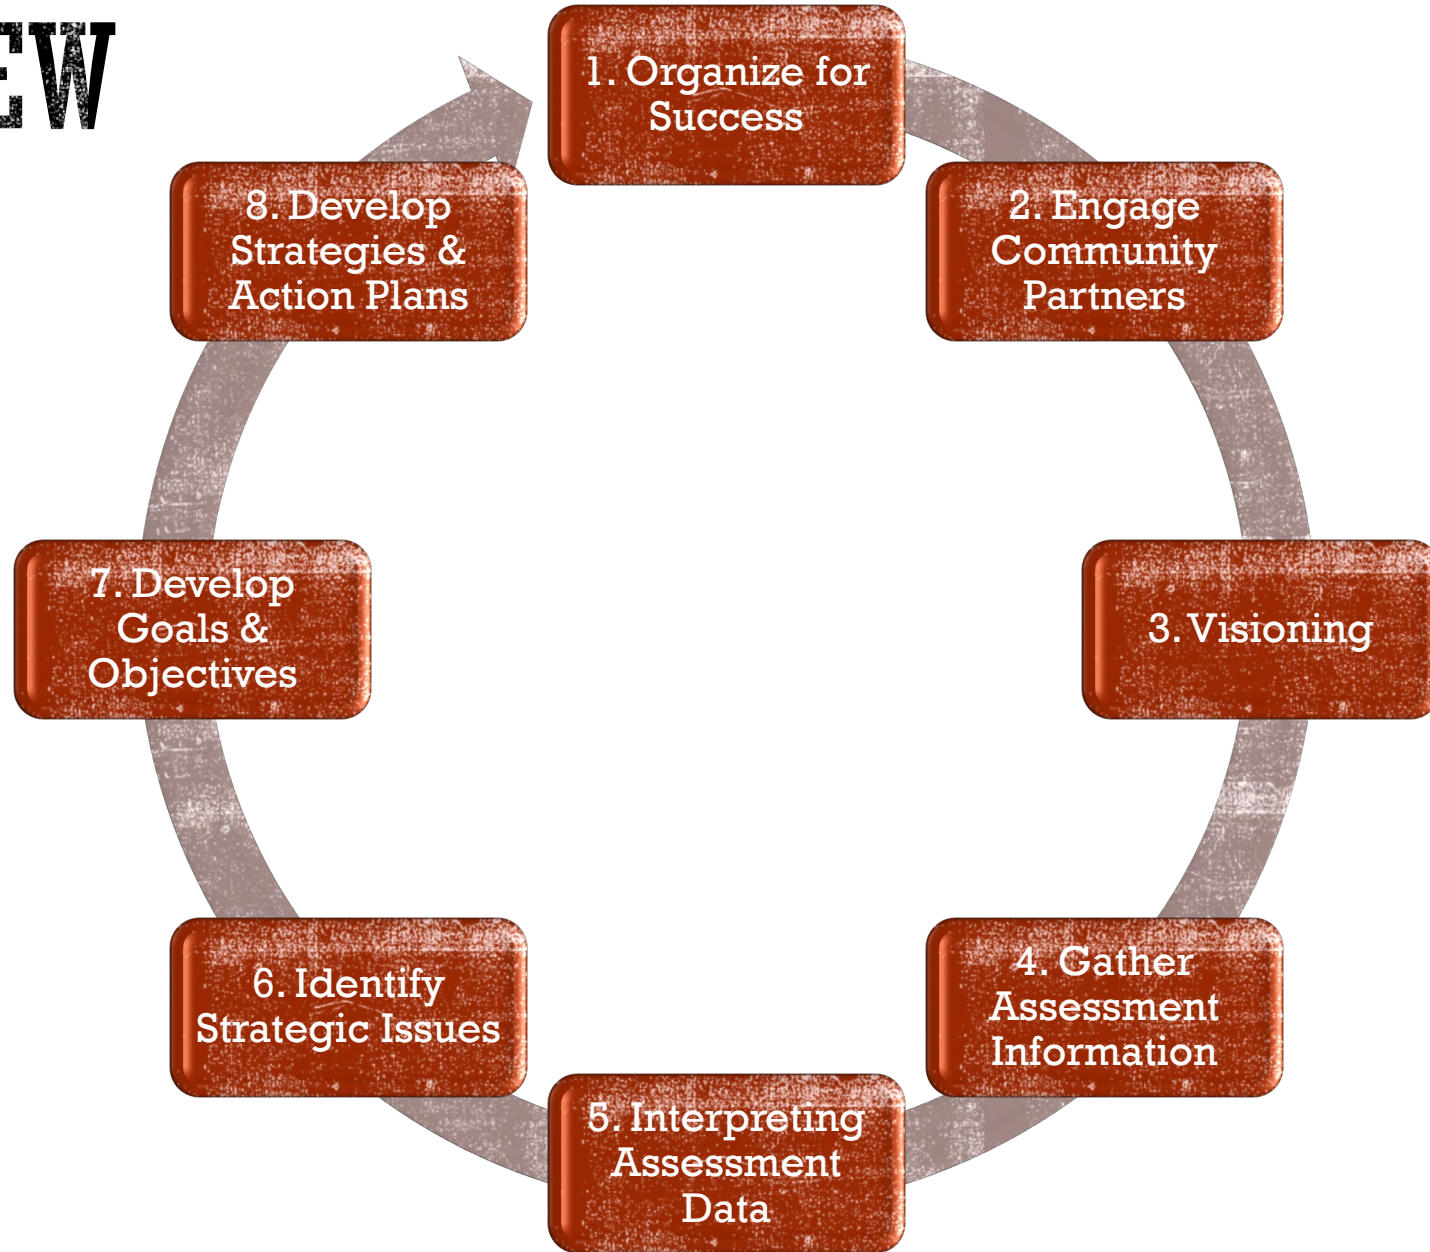 EW
1. Organize for
Success
2. Engage
Community
Partners
3. Visioning
4. Gather
Assessment
Information
5. Interpreting
Assessment
Data
6. Identify
Strategic Issues
7. Develop
Goals &
Objectives
8. Develop
Strategies &
Action Plans